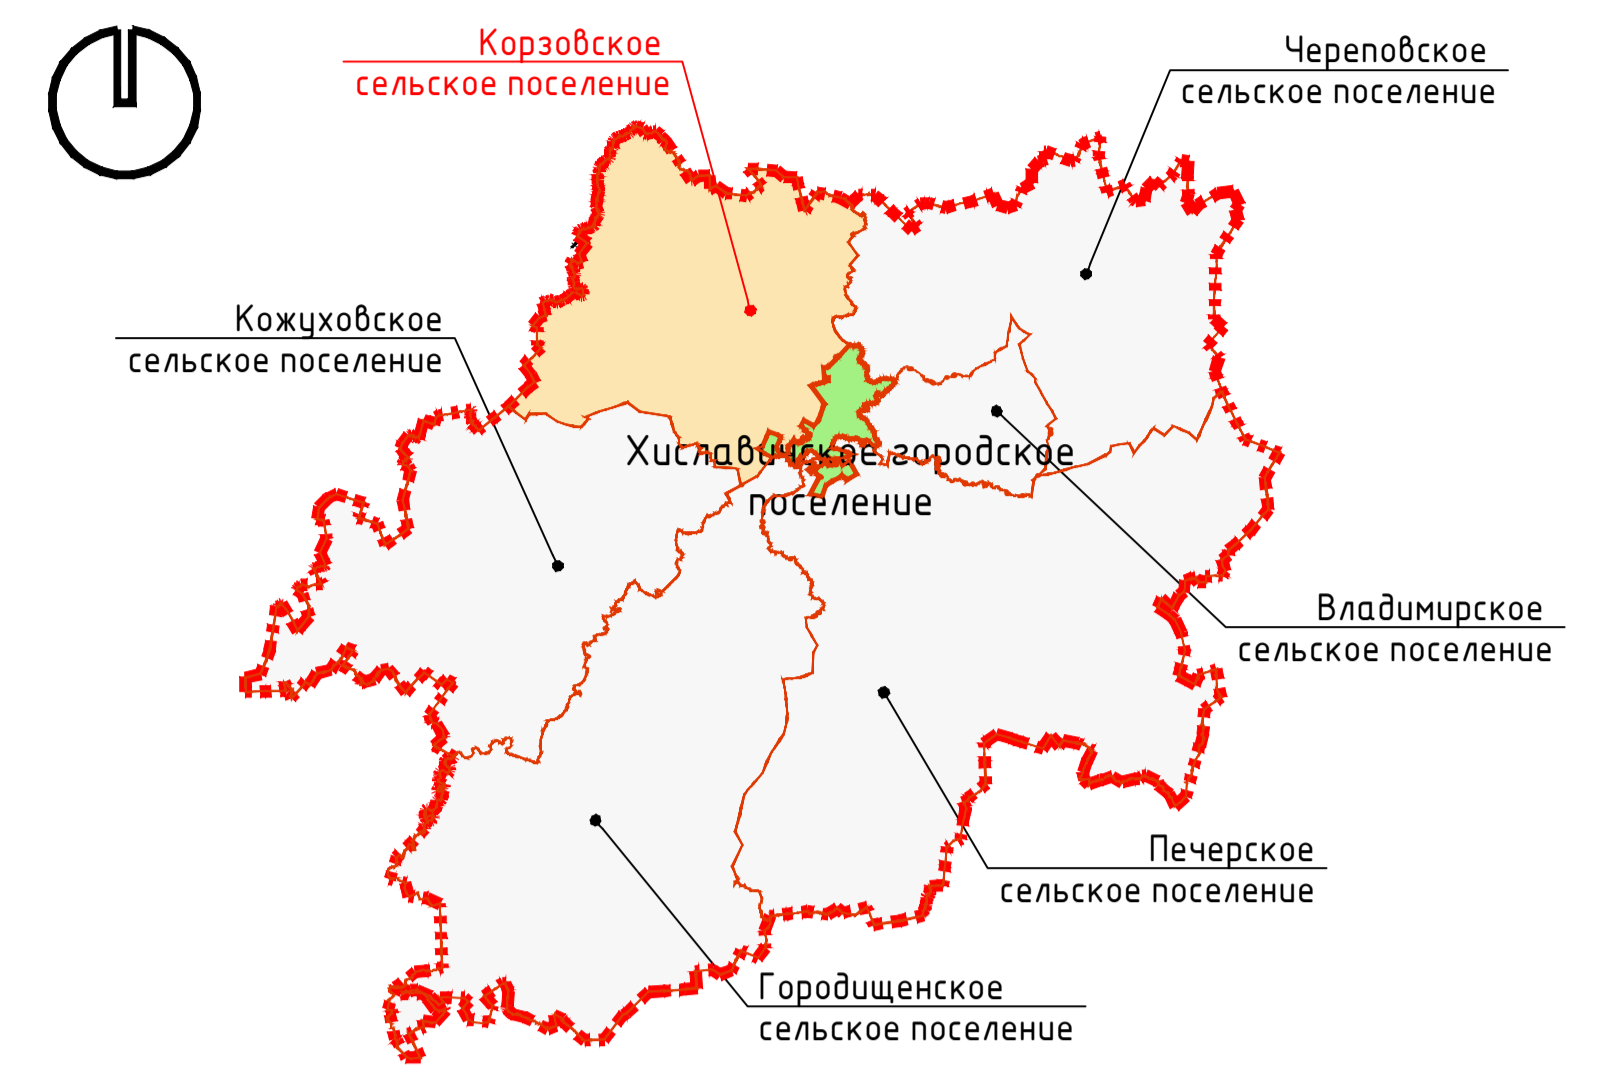 Корзовское
сельское поселение
Череповское
сельское поселение
Кожуховское
сельское поселение
Хиславичское городское
поселение
Владимирское
сельское поселение
Печерское
сельское поселение
Городищенское
сельское поселение